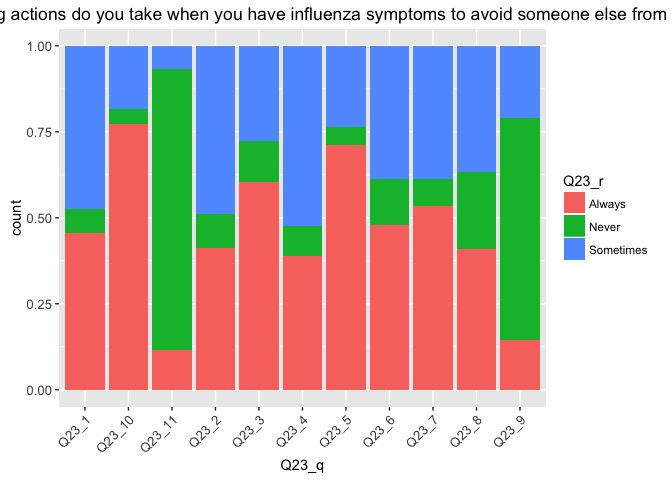 g actions do you take when you have influenza symptoms to avoid someone else from
1.00
0.75
0.50
0.25
0.00
count
Q23_1
Q23_10
Q23_11
Q23_2
Q23_3
Q23_4
Q23_5
Q23_6
Q23_7
Q23_8
Q23_9
Q23_q
Q23_r
Always
Never
Sometimes